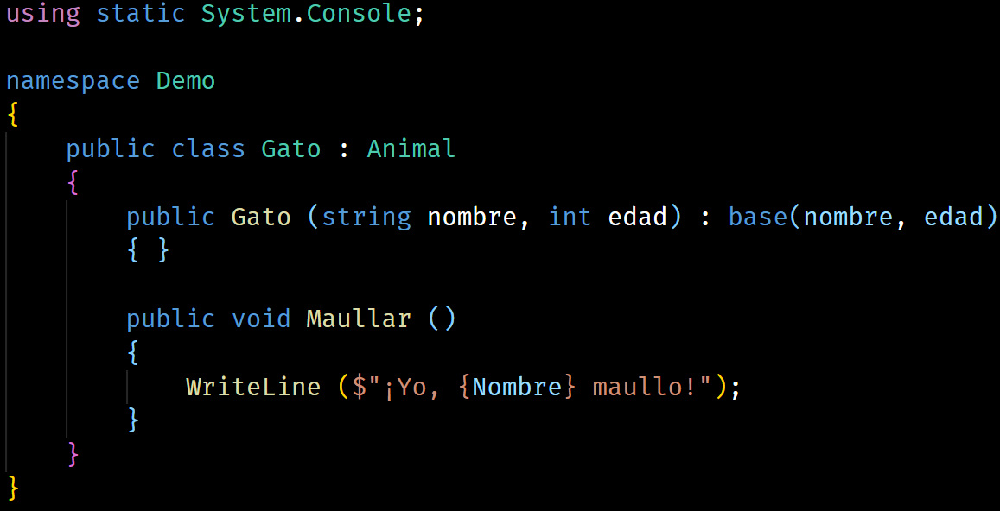 using static System.Console;
namespace Demo
{
public class Gato : Animal
{
public Gato (string nombre, int edad) : base(nombre, edad)
{ }
public void Maullar ()
{
WriteLine ($"¡Yo, {Nombre} maullo!");
}
}
}